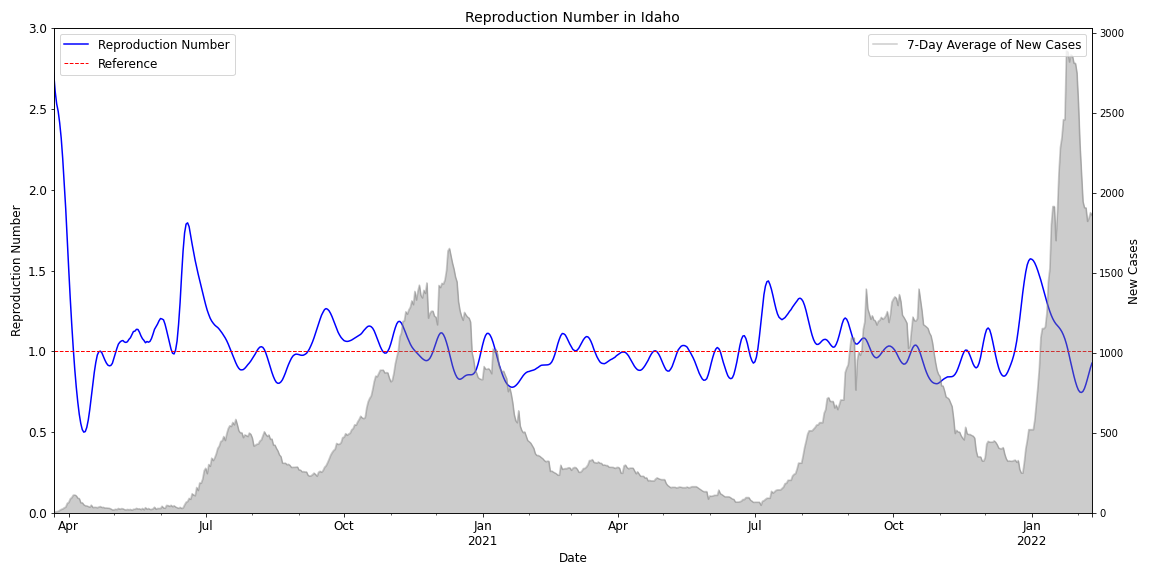 Reproduction Number in Idaho
Reproduction Number
Reference
7-Day Average of New Cases
3.0
2.5
2.0
1.5
1.0
0.5
0.0
Reproduction Number
3000
2500
2000
1500
1000
500
0
New Cases
Apr
Jul
Oct
Jan
2021
Apr
Jul
Oct
Jan
2022
Date